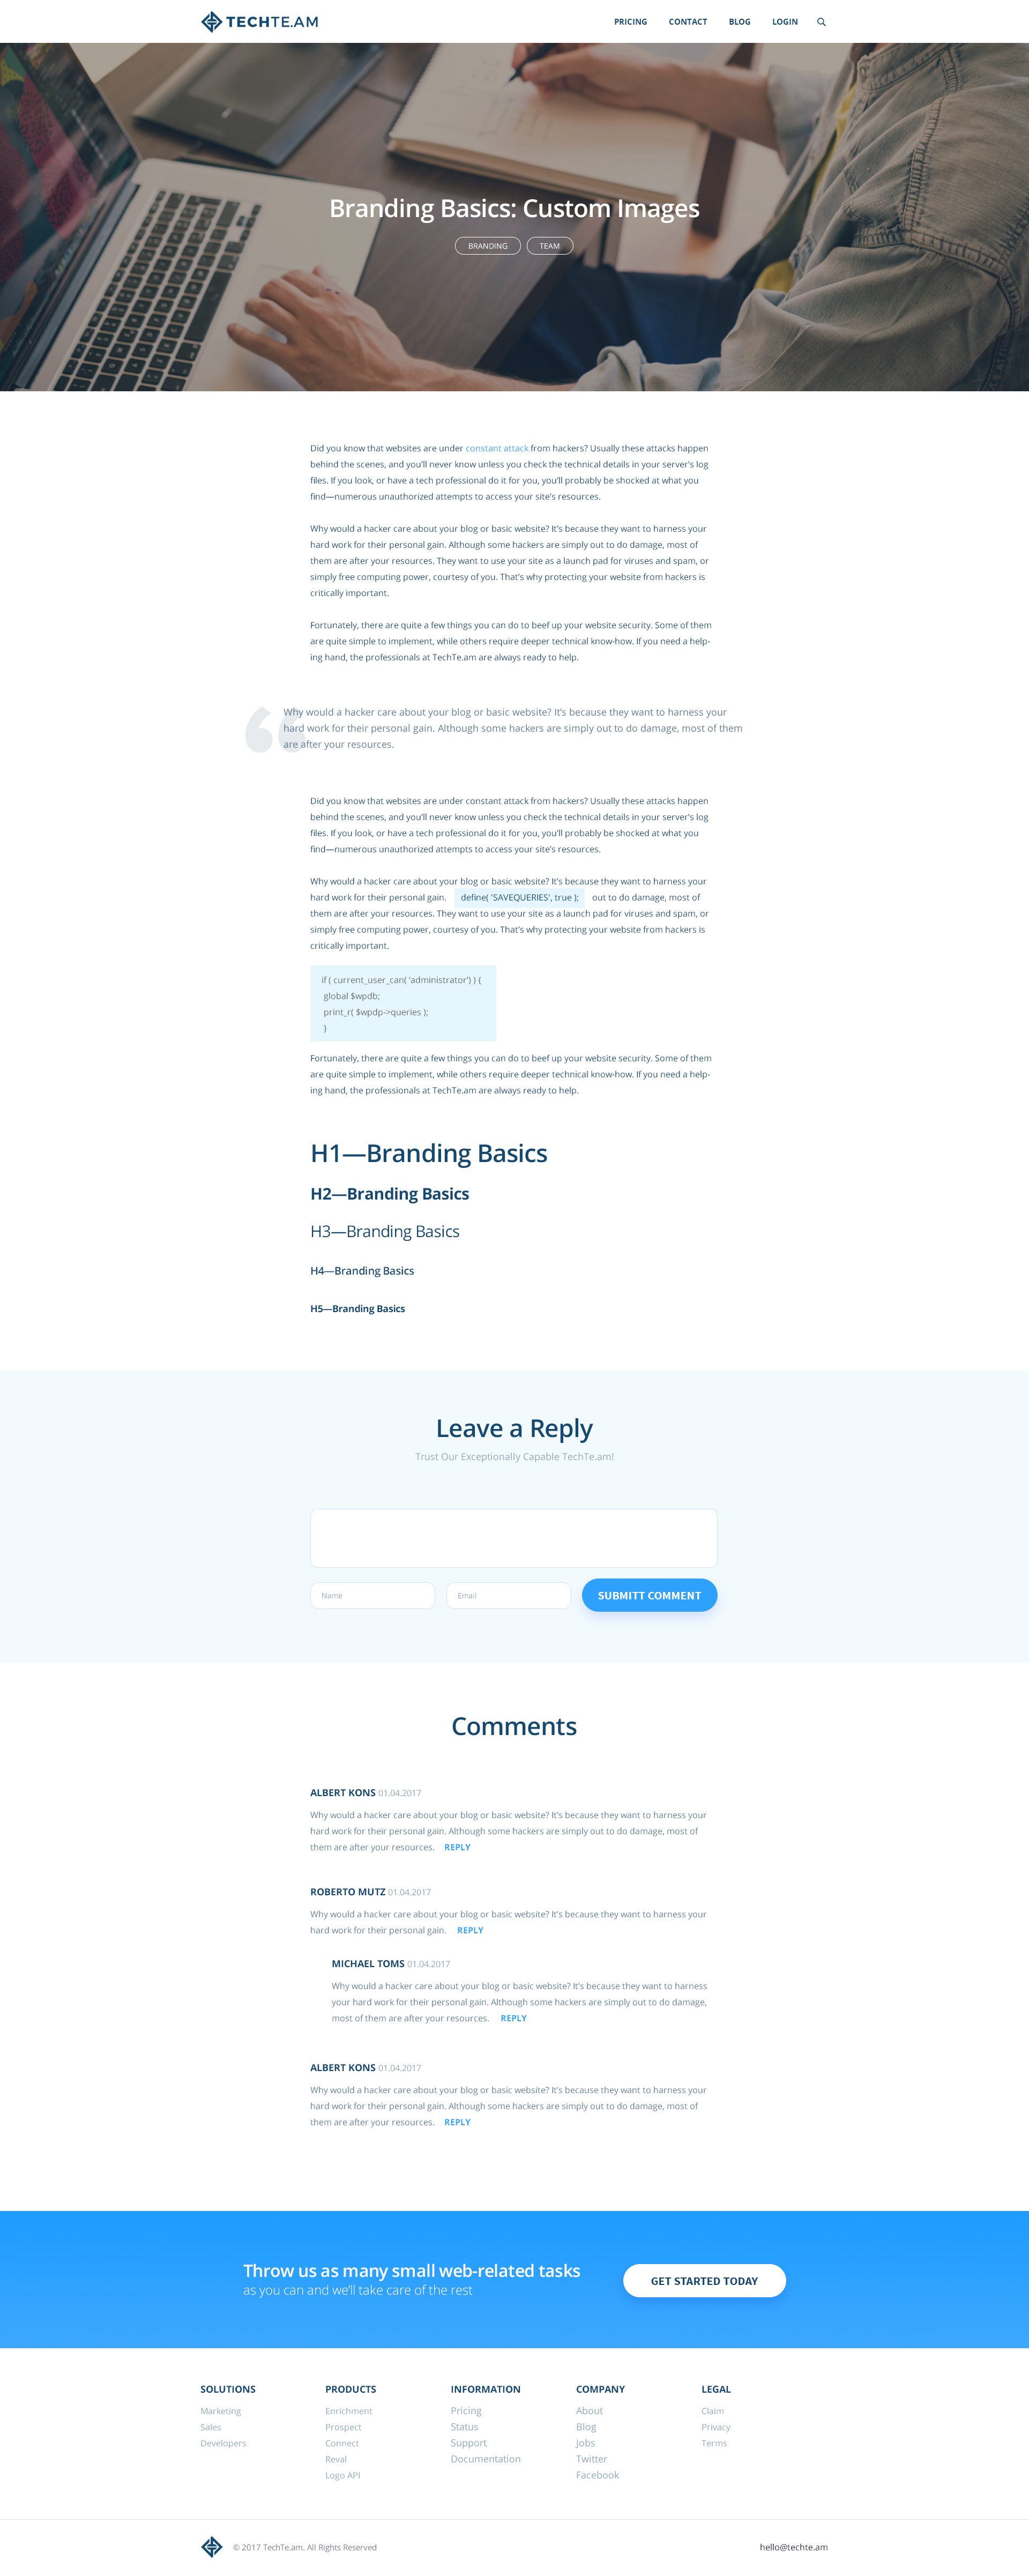 TECHTE.AM
PRICING CONTACT BLOG LOGIN
Branding Basics: Custom Images
BRANDING TEAM
Did you know that websites are under constant attack from hackers? Usually these attacks happen
behind the scenes, and you’ll never know unless you check the technical details in your server’s log
files. If you look, or have a tech professional do it for you, you’ll probably be shocked at what you
find—numerous unauthorized attempts to access your site’s resources.
Why would a hacker care about your blog or basic website? It’s because they want to harness your
hard work for their personal gain. Although some hackers are simply out to do damage, most of
them are after your resources. They want to use your site as a launch pad for viruses and spam, or
simply free computing power, courtesy of you. That’s why protecting your website from hackers is
critically important.
Fortunately, there are quite a few things you can do to beef up your website security. Some of them
are quite simple to implement, while others require deeper technical know-how. If you need a help-
ing hand, the professionals at TechTe.am are always ready to help.
“
Why would a hacker care about your blog or basic website? It’s because they want to harness your
hard work for their personal gain. Although some hackers are simply out to do damage, most of them
are after your resources.
Did you know that websites are under constant attack from hackers? Usually these attacks happen
behind the scenes, and you’ll never know unless you check the technical details in your server’s log
files. If you look, or have a tech professional do it for you, you’ll probably be shocked at what you
find—numerous unauthorized attempts to access your site’s resources.
Why would a hacker care about your blog or basic website? It’s because they want to harness your
hard work for their personal gain. define( 'SAVEQUERIES', true ); out to do damage, most of
them are after your resources. They want to use your site as a launch pad for viruses and spam, or
simply free computing power, courtesy of you. That’s why protecting your website from hackers is
critically important.
if ( current_user_can( 'administrator') ) {
global $wpdb;
print_r( $wpdp->queries );
}
Fortunately, there are quite a few things you can do to beef up your website security. Some of them
are quite simple to implement, while others require deeper technical know-how. If you need a help-
ing hand, the professionals at TechTe.am are always ready to help.
H1—Branding Basics
H2—Branding Basics
H3—Branding Basics
H4—Branding Basics
H5—Branding Basics
Leave a Reply
Trust Our Exceptionally Capable TechTe.am!
Name Email SUBMITT COMMENT
Comments
ALBERT KONS 01.04.2017
Why would a hacker care about your blog or basic website? It’s because they want to harness your
hard work for their personal gain. Although some hackers are simply out to do damage, most of
them are after your resources. REPLY
ROBERTO MUTZ 01.04.2017
Why would a hacker care about your blog or basic website? It’s because they want to harness your
hard work for their personal gain. REPLY
MICHAEL TOMS 01.04.2017
Why would a hacker care about your blog or basic website? It’s because they want to harness
your hard work for their personal gain. Although some hackers are simply out to do damage,
most of them are after your resources. REPLY
ALBERT KONS 01.04.2017
Why would a hacker care about your blog or basic website? It’s because they want to harness your
hard work for their personal gain. Although some hackers are simply out to do damage, most of
them are after your resources. REPLY
Throw us as many small web-related tasks
as you can and we’ll take care of the rest
GET STARTED TODAY
SOLUTIONS
Marketing
Sales
Developers
PRODUCTS
Enrichment
Prospect
Connect
Reval
Logo API
INFORMATION
Pricing
Status
Support
Documentation
COMPANY
About
Blog
Jobs
Twitter
Facebook
LEGAL
Claim
Privacy
Terms
© 2017 TechTe.am. All Rights Reserved
hello@techte.am